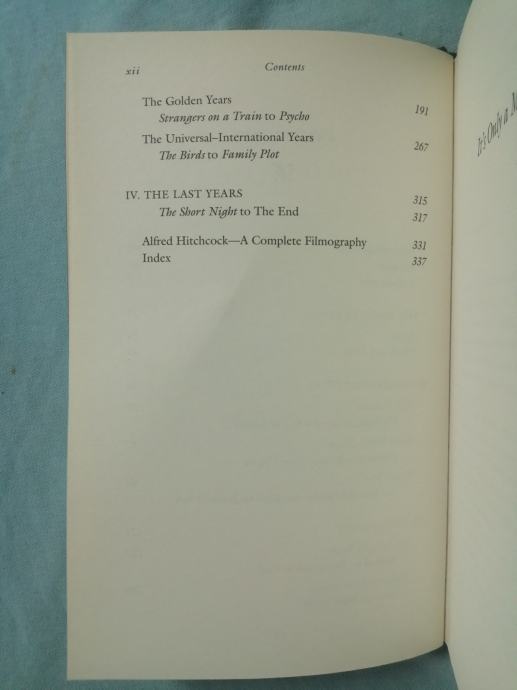 xii Contents
The Golden Years 191
Strangers on a Train to Psycho
The Universal–International Years 267
The Birds to Family Plot
IV. THE LAST YEARS 315
The Short Night to The End 317
Alfred Hitchcock—A Complete Filmography 331
Index 337
It's Only a